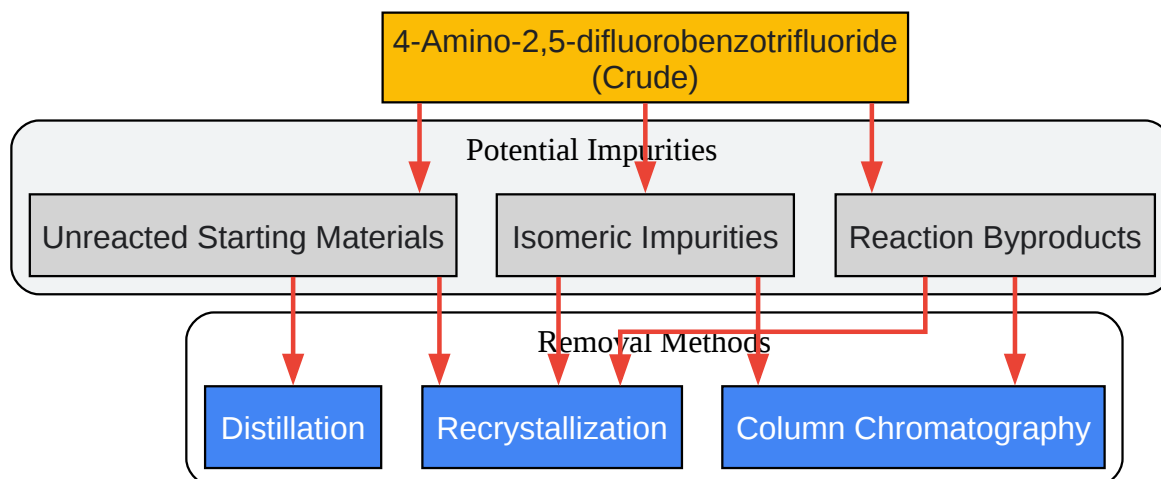 4-Amino-2,5-difluorobenzotrifluoride
(Crude)
Potential Impurities
Unreacted Starting Materials
Isomeric Impurities
Reaction Byproducts
Removal Methods
Distillation
Recrystallization
Column Chromatography